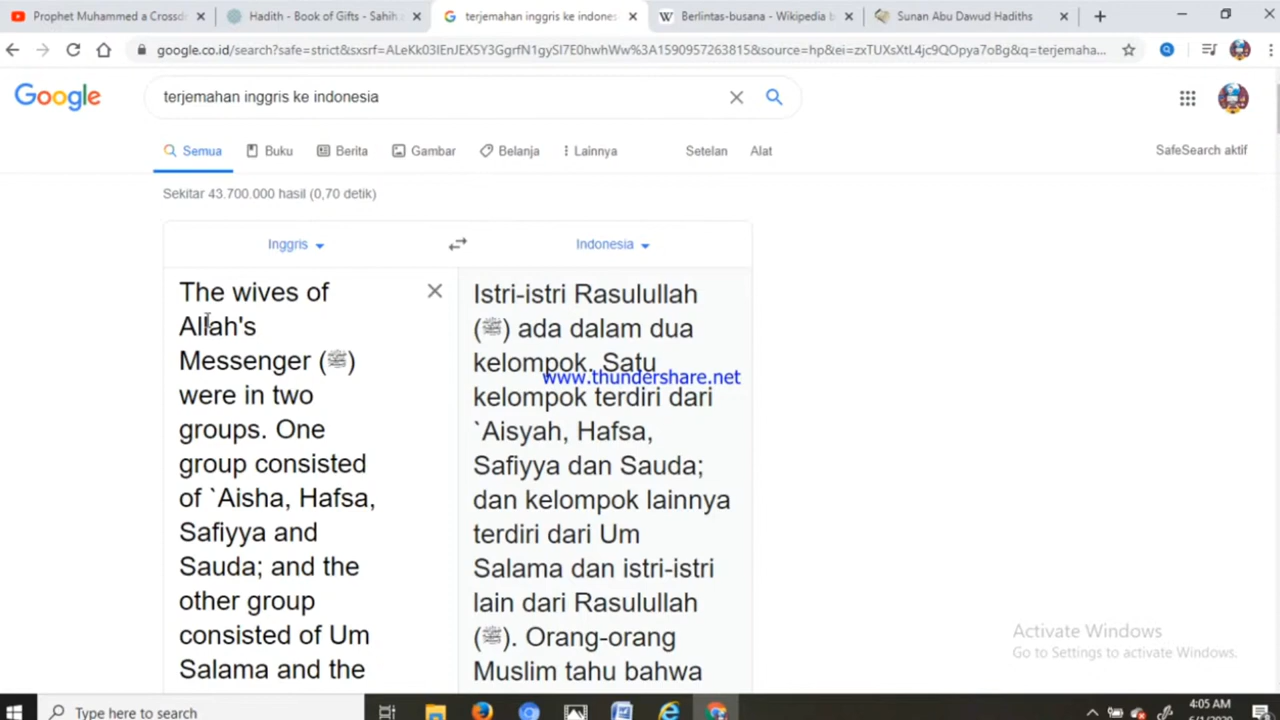 Prophet Muhammed a Crossd
Hadith - Book of Gifts - Sahih
terjemahan inggris ke indones
Berlintas-busana - Wikipedia b
Sunan Abu Dawud Hadiths
google.co.id/search?safe=strict&sxsrf=ALeKk03IEnJEX5Y3GgrfN1gySI7E0hwhWw%3A1590957263815&source=hp&ei=zxTUXsXtL4jc9QOpya7oBg&q=terjemaha...
Google
terjemahan inggris ke indonesia
Semua Buku Berita Gambar Belanja Lainnya Setelan Alat
SafeSearch aktif
Sekitar 43.700.000 hasil (0,70 detik)
Inggris
Indonesia
The wives of
Allah's
Messenger (ﷺ)
were in two
groups. One
group consisted
of `Aisha, Hafsa,
Safiyya and
Sauda; and the
other group
consisted of Um
Salama and the
Istri-istri Rasulullah
(ﷺ) ada dalam dua
kelompok. Satu
kelompok terdiri dari
`Aisyah, Hafsa,
Safiyya dan Sauda;
dan kelompok lainnya
terdiri dari Um
Salama dan istri-istri
lain dari Rasulullah
(ﷺ). Orang-orang
Muslim tahu bahwa
www.thundershare.net
Activate Windows
Go to Settings to activate Windows.
Type here to search
4:05 AM